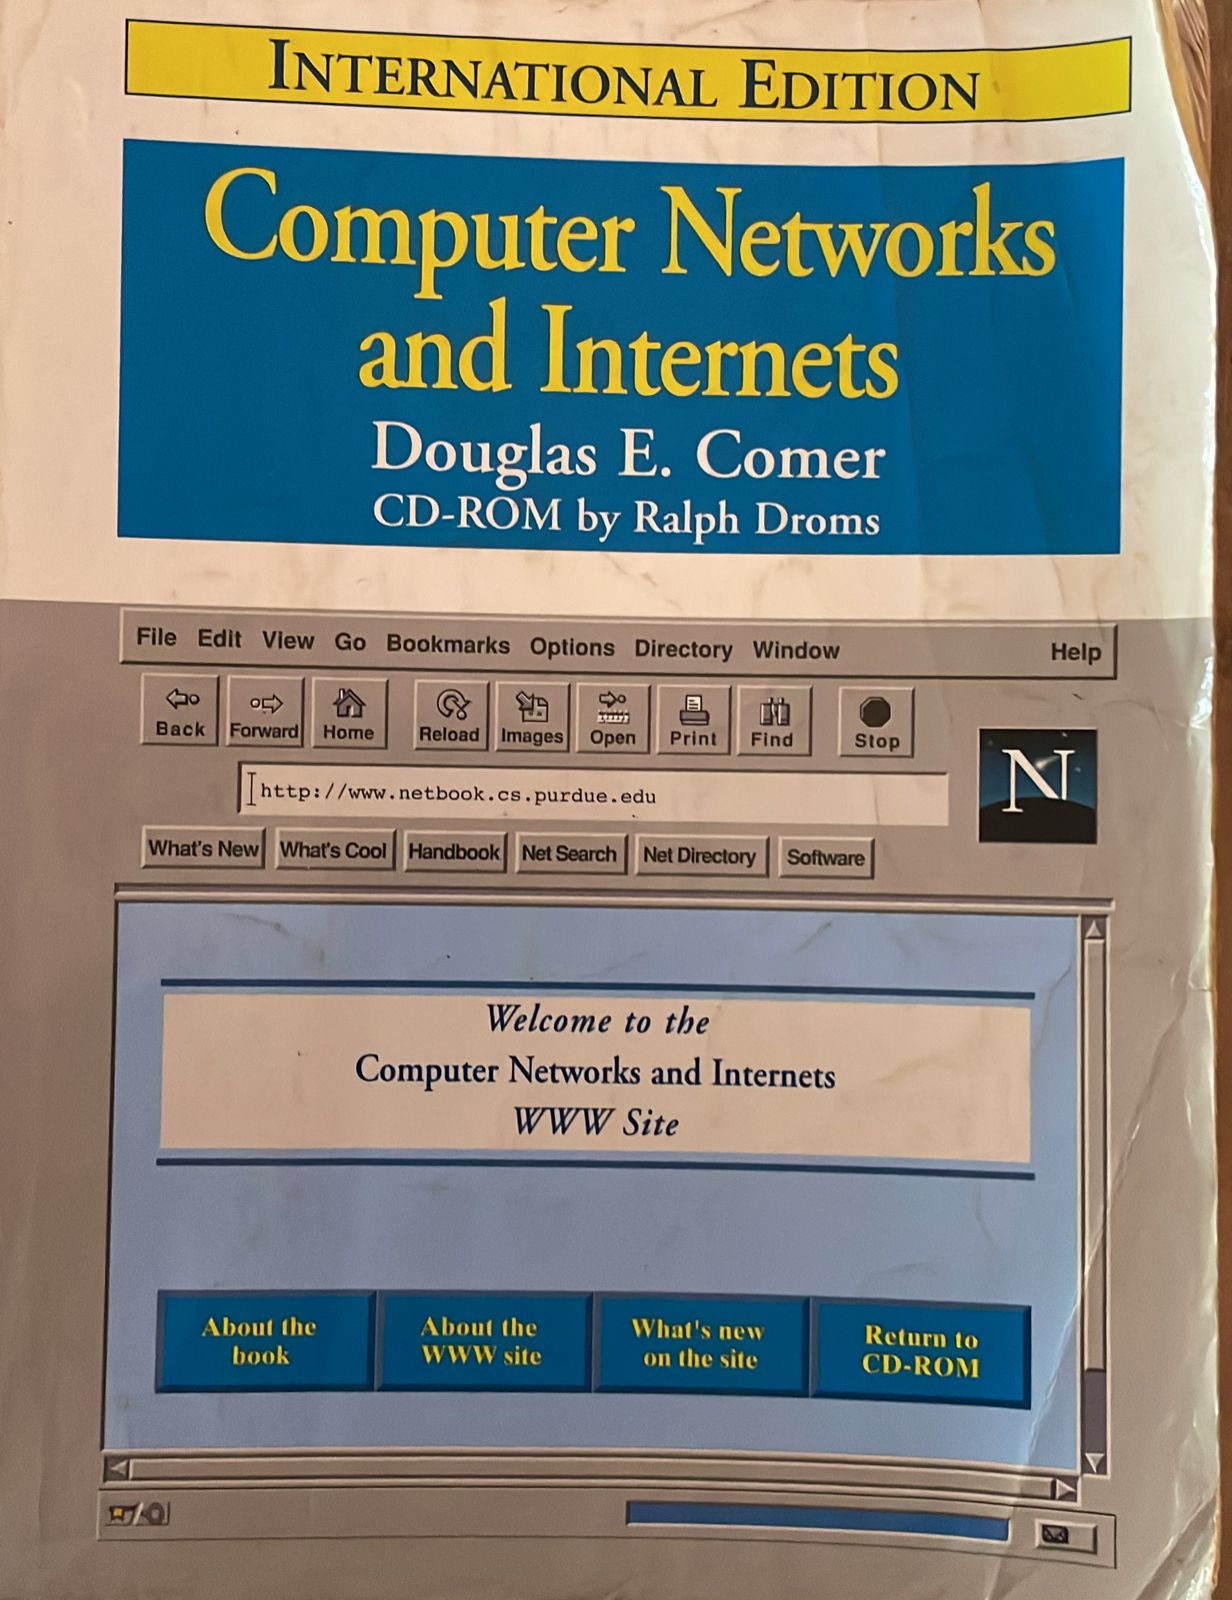 INTERNATIONAL EDITION
Computer Networks
and Internets
Douglas E. Comer
CD-ROM by Ralph Droms
File Edit View Go Bookmarks Options Directory Window Help
Back Forward Home Reload Images Open Print Find Stop
N
http://www.netbook.cs.purdue.edu
What's New What's Cool Handbook Net Search Net Directory Software
Welcome to the
Computer Networks and Internets
WWW Site
About the book
About the WWW site
What's new on the site
Return to CD-ROM